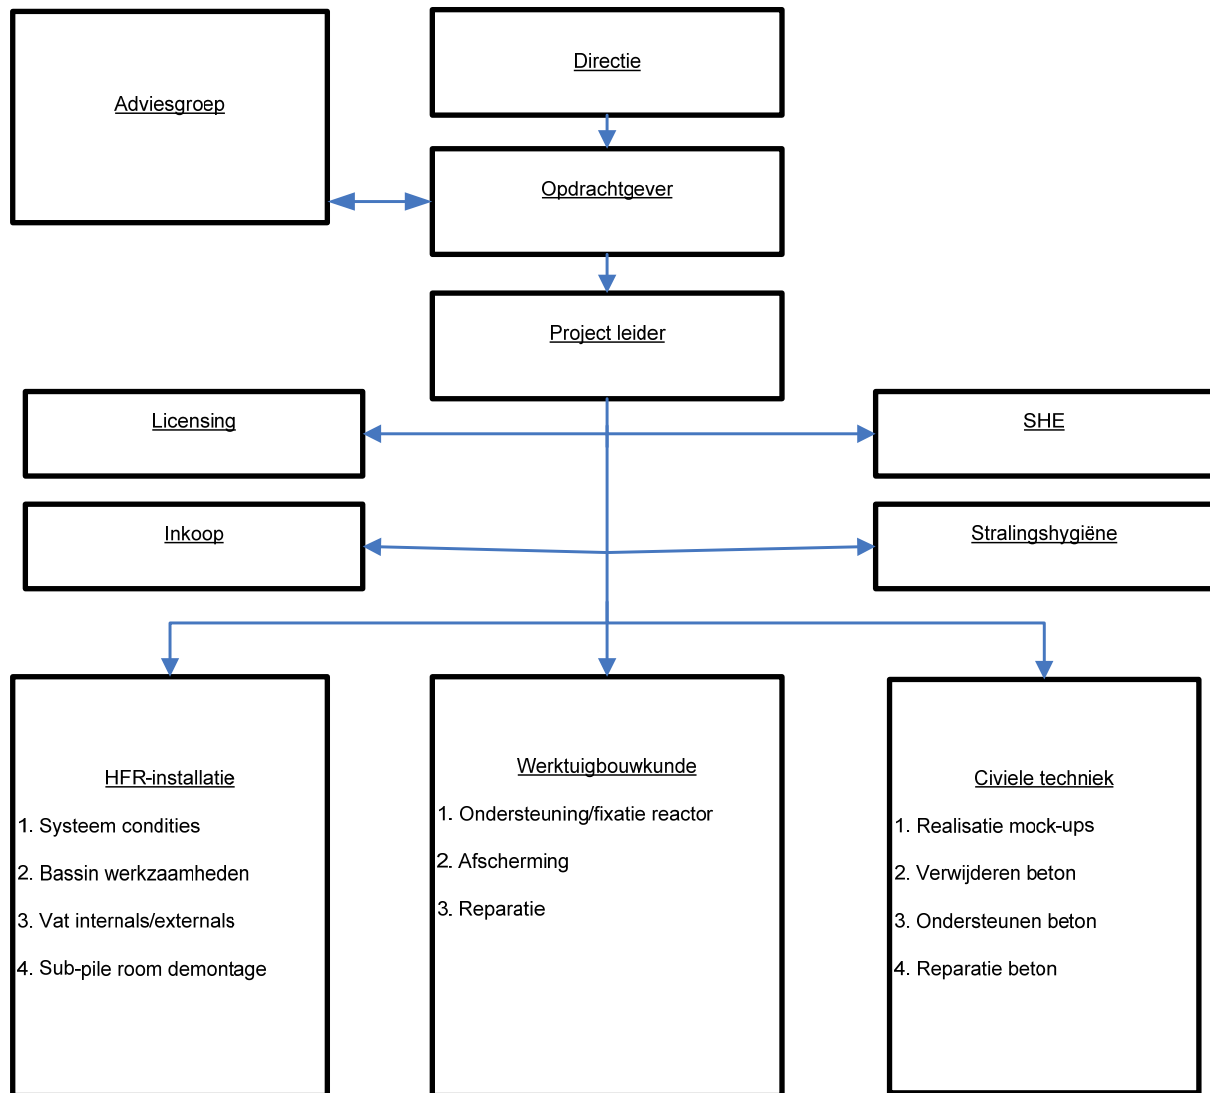 Adviesgroep
Directie
Opdrachtgever
Project leider
Licensing
SHE
Inkoop
Stralingshygiëne
HFR-installatie
1. Systeem condities
2. Bassin werkzaamheden
3. Vat internals/externals
4. Sub-pile room demontage
Werktuigbouwkunde
1. Ondersteuning/fixatie reactor
2. Afscherming
3. Reparatie
Civiele techniek
1. Realisatie mock-ups
2. Verwijderen beton
3. Ondersteunen beton
4. Reparatie beton